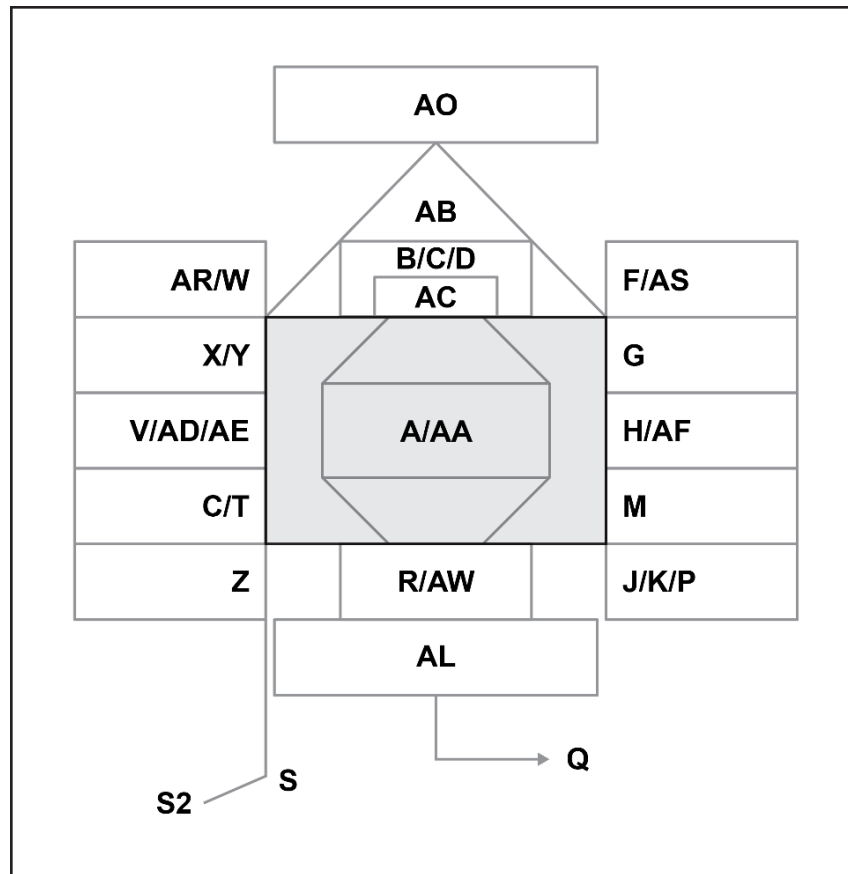 AO
AB
B/C/D
AC
AR/W
F/AS
X/Y
G
V/AD/AE
A/AA
H/AF
C/T
M
Z
R/AW
J/K/P
AL
Q
S
S2